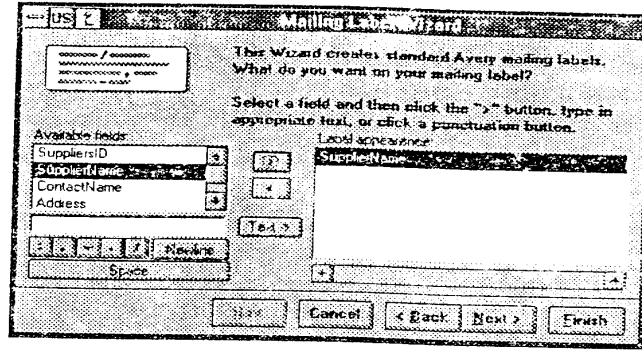 US
Mailing Label Wizard
This Wizard creates standard Avery mailing labels.
What do you want on your mailing label?
Select a field and then click the ">" button, type in
appropriate text, or click a punctuation button.
Available fields:
Label appearance:
SuppliersID
SupplierName
ContactName
Address
SupplierName
>
<
Text >
: , - . / Newline
Space
Cancel
< Back
Next >
Finish